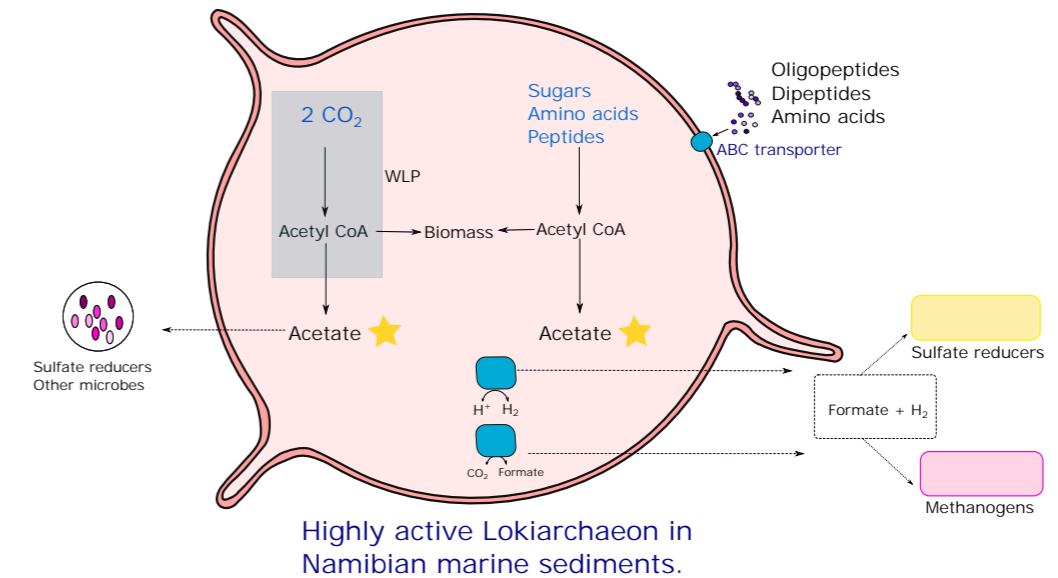 Oligopeptides
Dipeptides
Amino acids
ABC transporter
Sugars
Amino acids
Peptides
2 CO₂
WLP
Acetyl CoA
Biomass
Acetyl CoA
Acetate
Acetate
Sulfate reducers
Other microbes
H⁺ H₂
CO₂ Formate
Formate + H₂
Sulfate reducers
Methanogens
Highly active Lokiarchaeon in
Namibian marine sediments.